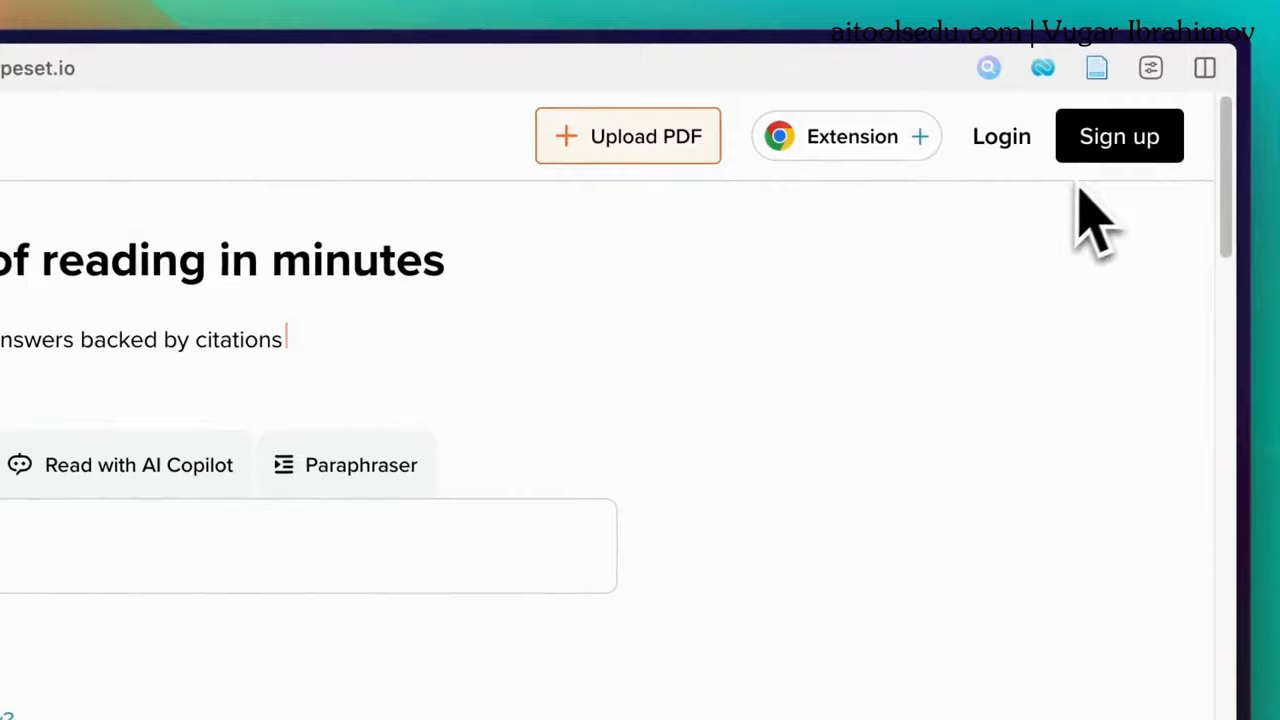 aitoolsedu.com | Vugar Ibrahimov
peset.io
Upload PDF
Extension +
Login
Sign up
of reading in minutes
nswers backed by citations
Read with AI Copilot
Paraphraser
y?